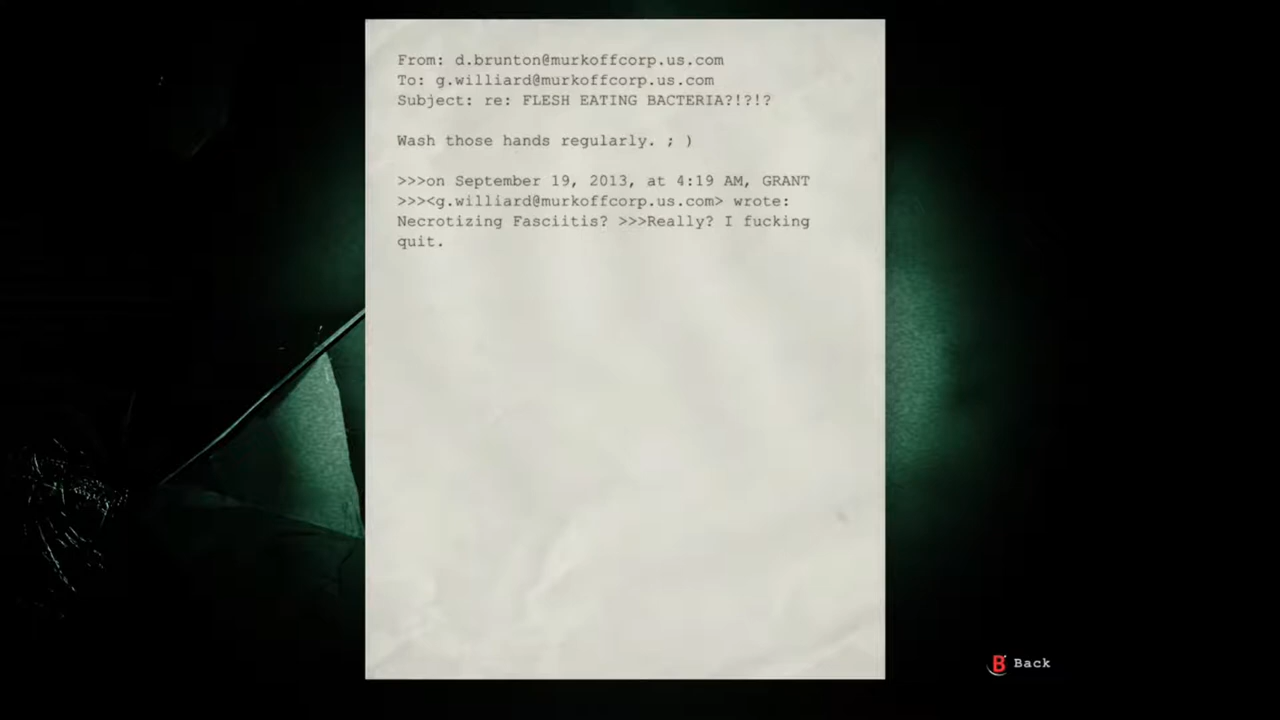 From: d.brunton@murkoffcorp.us.com
To: g.williard@murkoffcorp.us.com
Subject: re: FLESH EATING BACTERIA?!?!?
Wash those hands regularly. ; )
>>>on September 19, 2013, at 4:19 AM, GRANT
>>><g.williard@murkoffcorp.us.com> wrote:
Necrotizing Fasciitis? >>>Really? I fucking
quit.
B Back